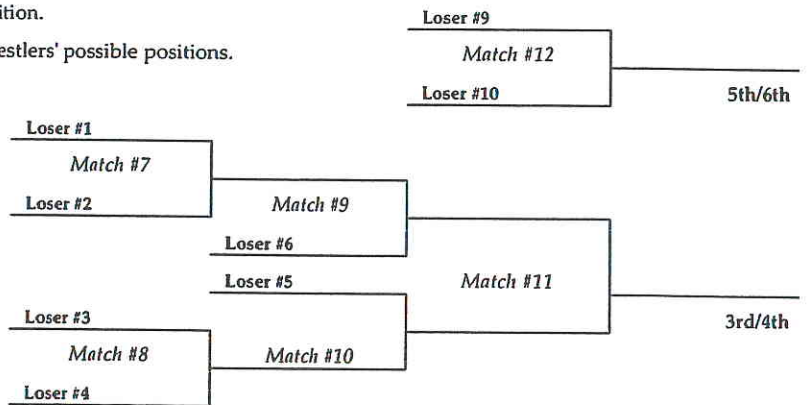 ition.
estlers' possible positions.
Loser #9
Match #12
Loser #10
5th/6th
Loser #1
Match #7
Loser #2
Match #9
Loser #6
Loser #5
Match #11
3rd/4th
Loser #3
Match #8
Match #10
Loser #4